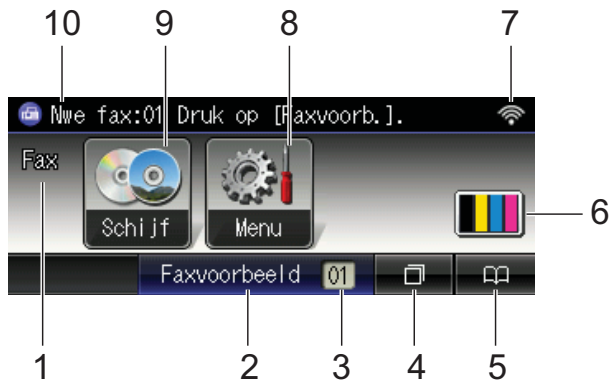 10 9 8 7
Nwe fax:01 Druk op [Faxvoorb.].
Fax
Schijf Menu
6
Faxvoorbeeld 01
1 2 3 4 5